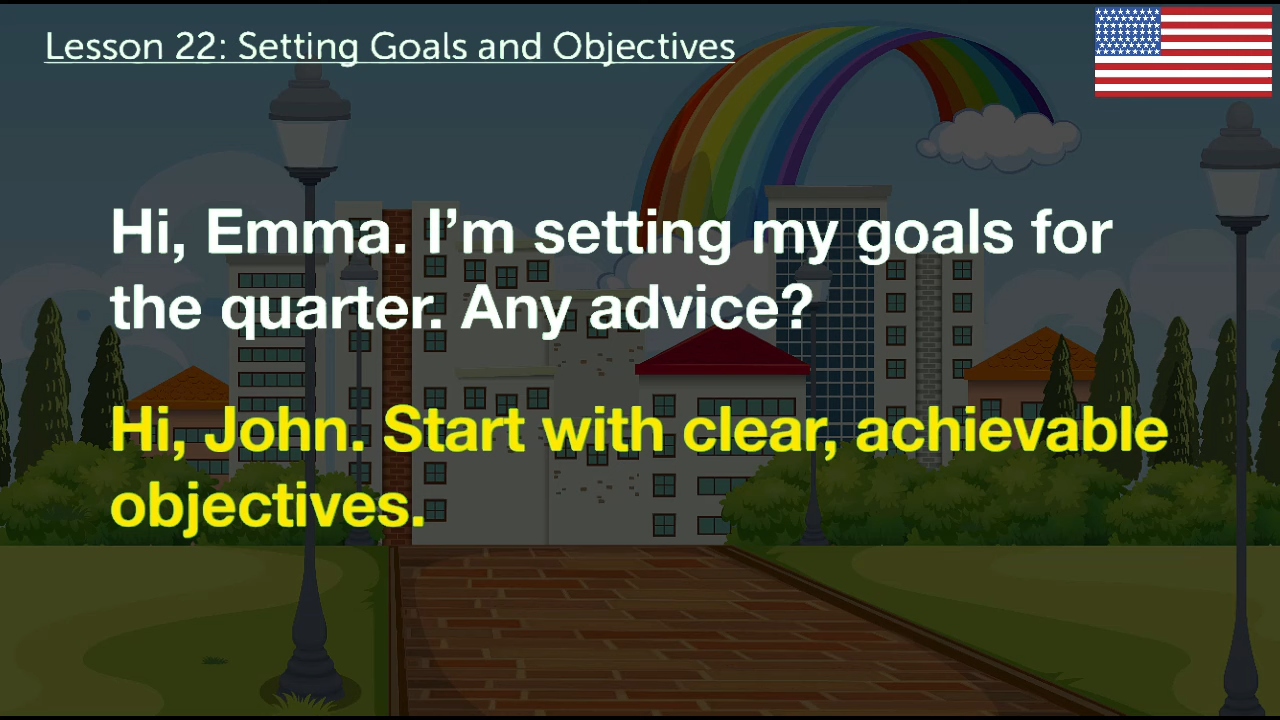 Lesson 22: Setting Goals and Objectives
Hi, Emma. I’m setting my goals for
the quarter. Any advice?
Hi, John. Start with clear, achievable
objectives.